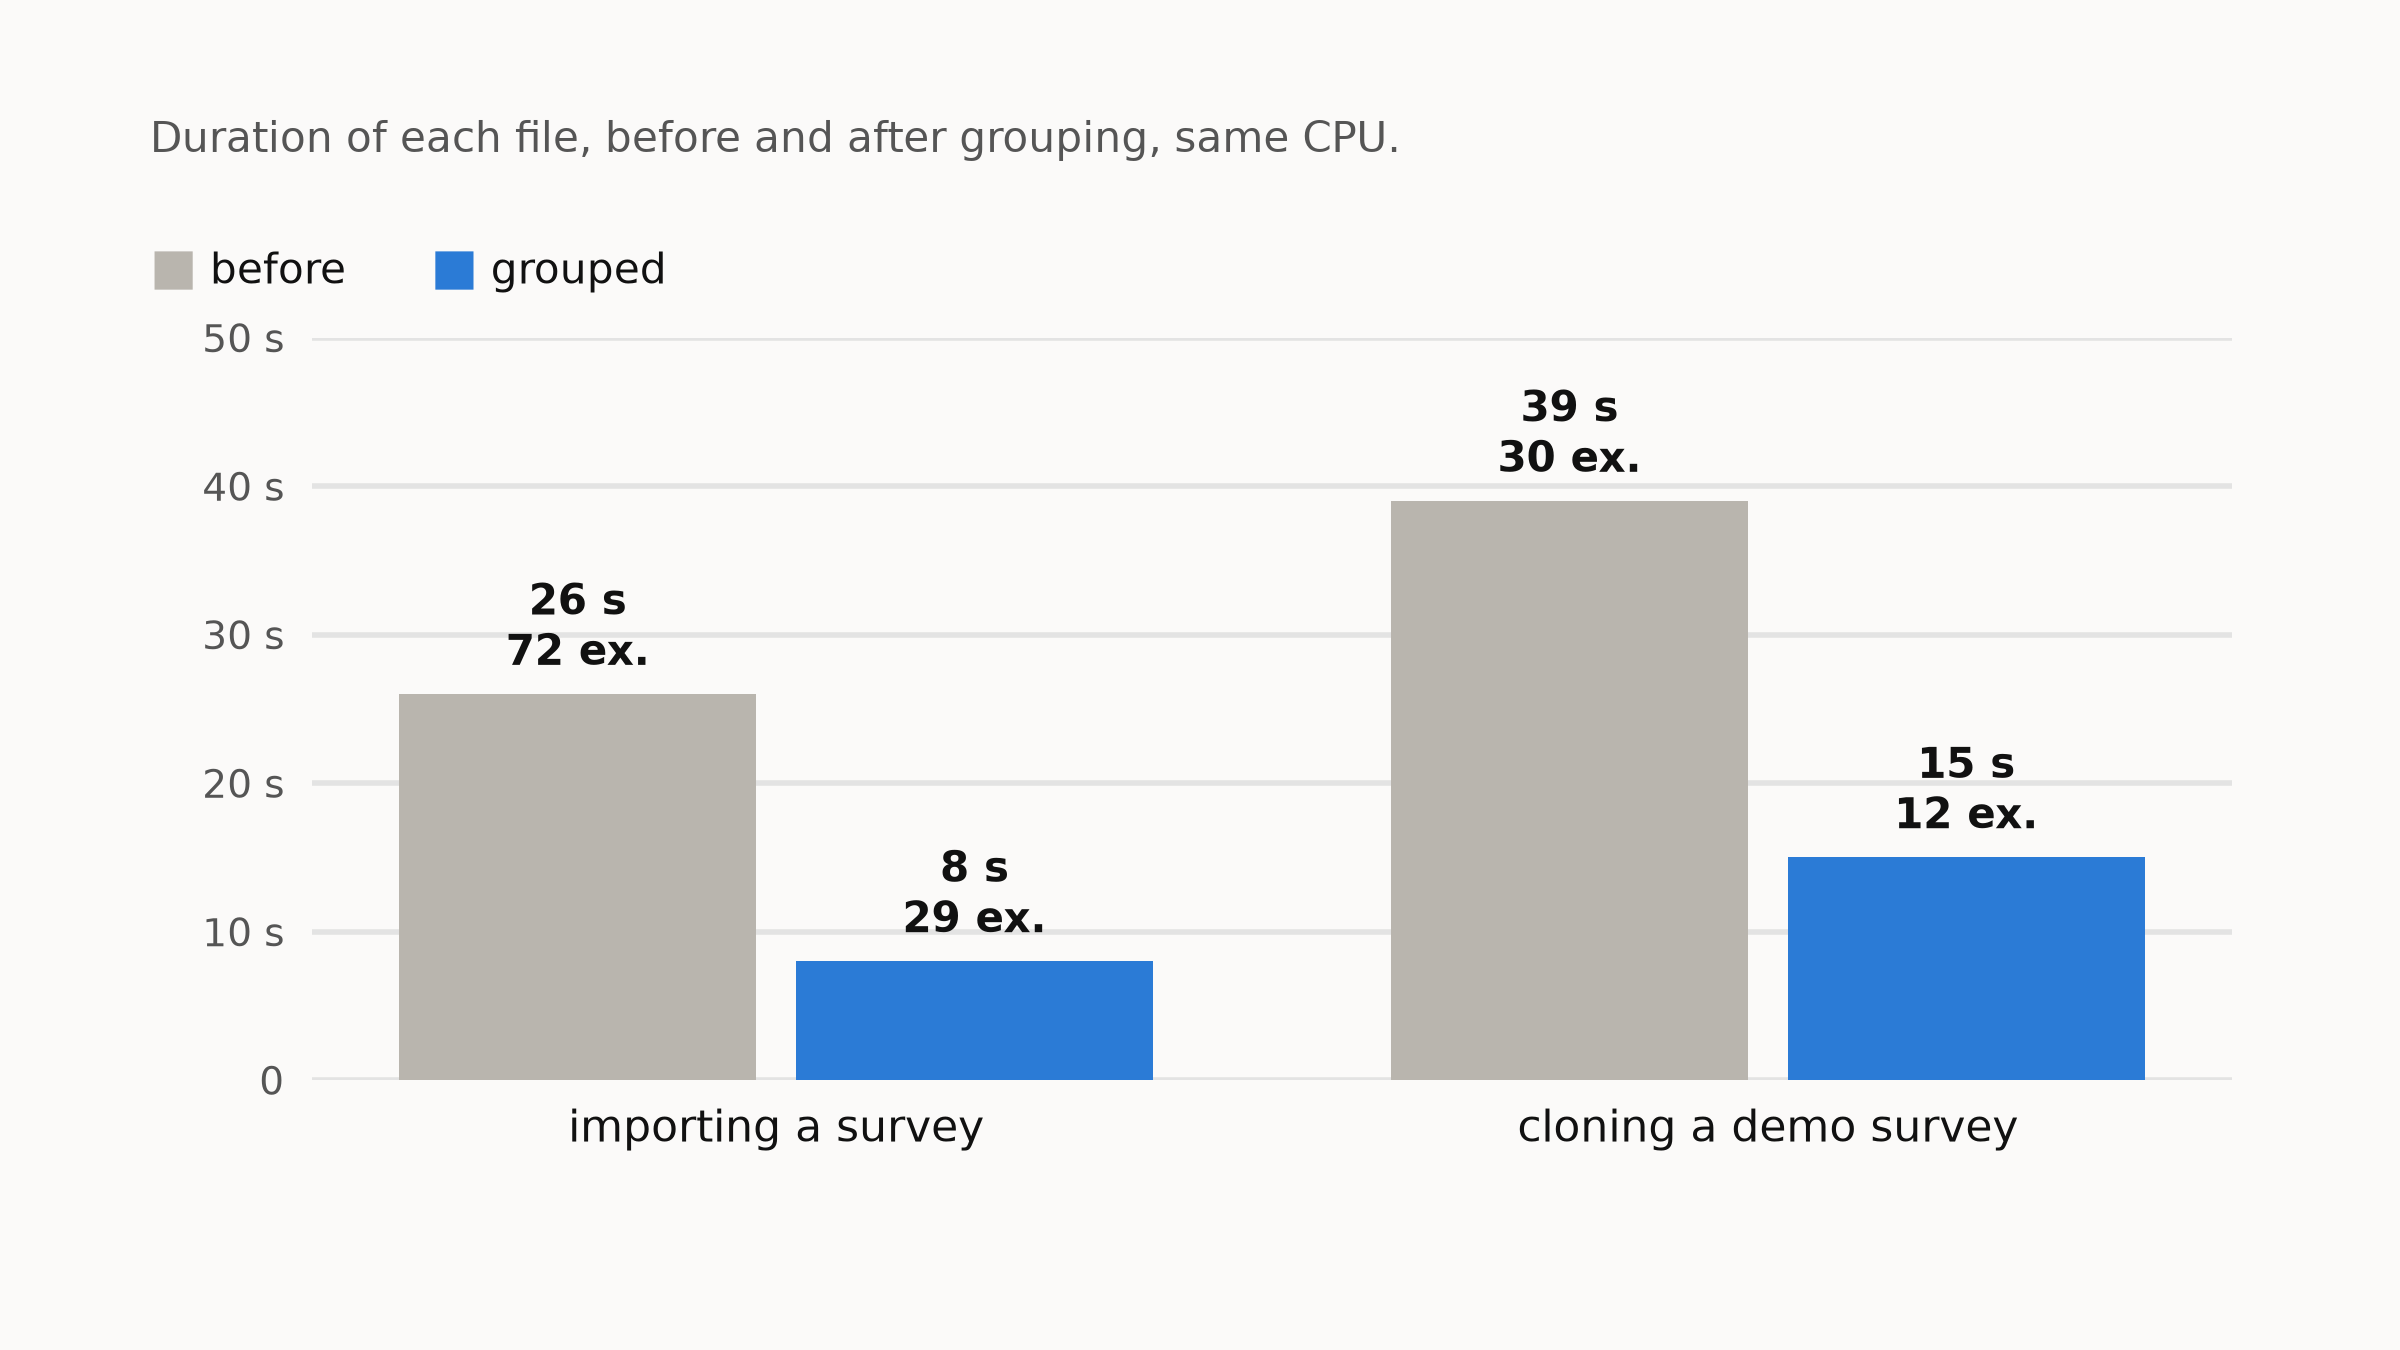 Duration of each file, before and after grouping, same CPU.
before
grouped
50 s
40 s
30 s
20 s
10 s
0
26 s
72 ex.
8 s
29 ex.
39 s
30 ex.
15 s
12 ex.
importing a survey
cloning a demo survey